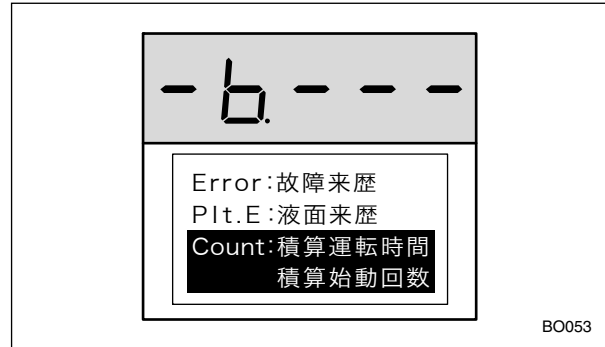 -b.---
Error:故障来歴
Plt.E:液面来歴
Count:積算運転時間
積算始動回数
BO053